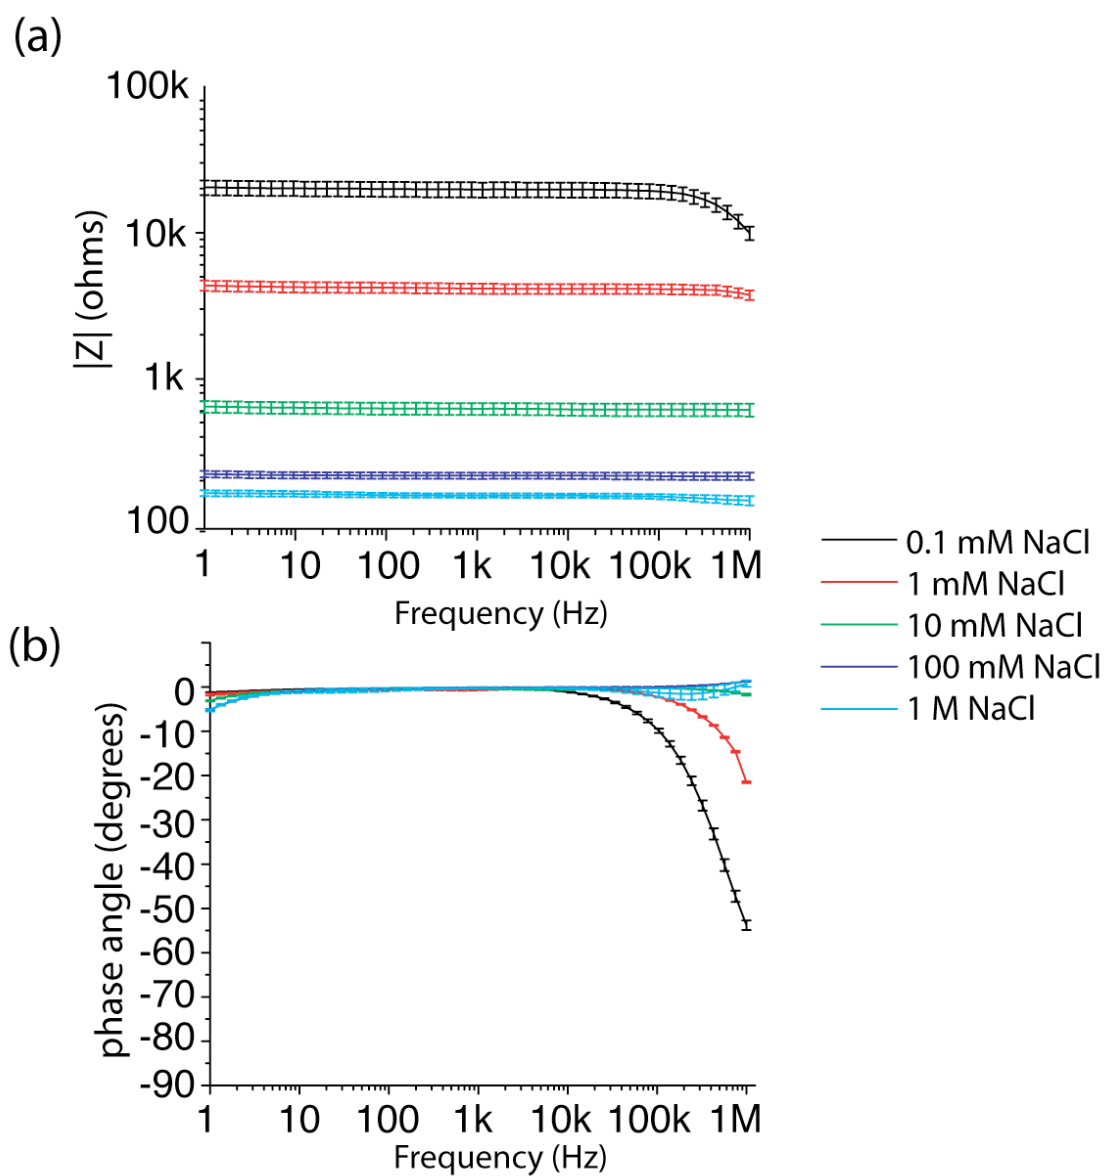 (a)
100k
10k
1k
100
|Z| (ohms)
1 10 100 1k 10k 100k 1M
Frequency (Hz)
0.1 mM NaCl
1 mM NaCl
10 mM NaCl
100 mM NaCl
1 M NaCl
(b)
0
-10
-20
-30
-40
-50
-60
-70
-80
-90
phase angle (degrees)
1 10 100 1k 10k 100k 1M
Frequency (Hz)